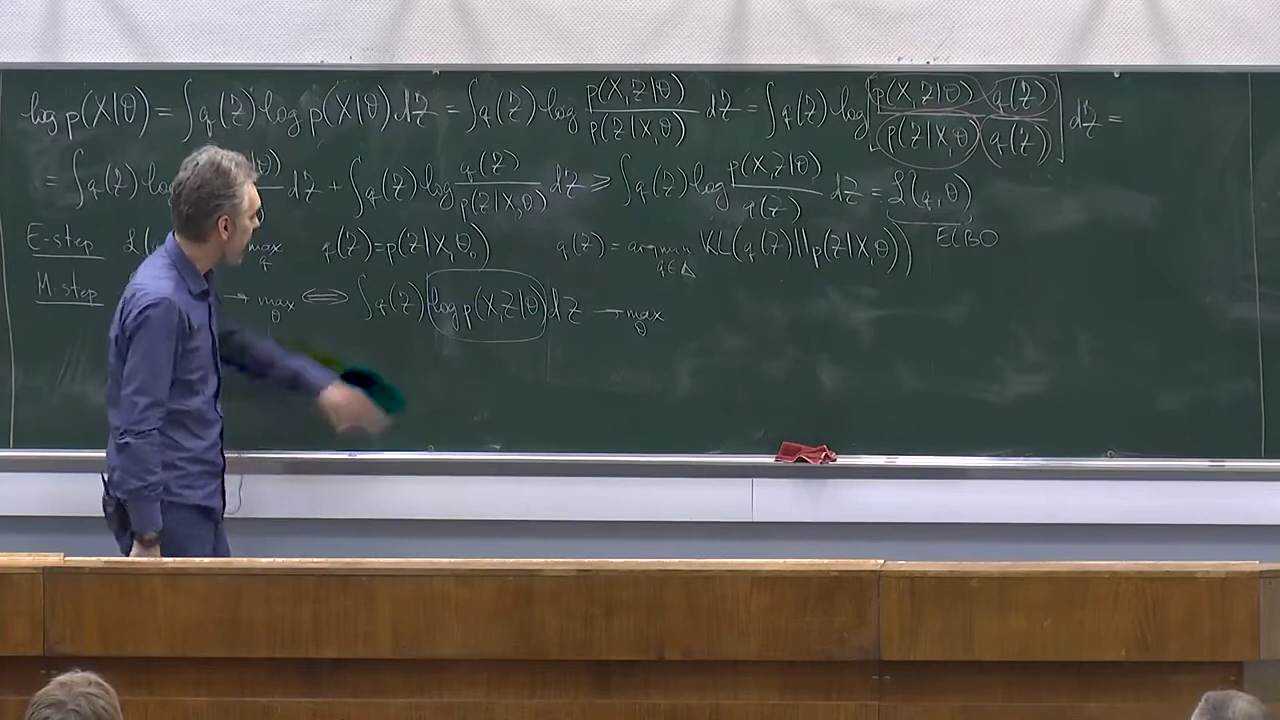 log p(X|θ) = ∫ q(Z) log p(X|θ) dZ = ∫ q(Z) log p(X,Z|θ) / p(Z|X,θ) dZ = ∫ q(Z) log [ p(X,Z|θ) q(Z) / p(Z|X,θ) q(Z) ] dZ =
= ∫ q(Z) log dZ + ∫ q(Z) log q(Z) / p(Z|X,θ) dZ ⩾ ∫ q(Z) log p(X,Z|θ) / q(Z) dZ = ℒ(q,θ)
ELBO
E-step max q q(Z) = p(Z|X,θ₀) q(Z) = argmin q∈Δ KL(q(Z)||p(Z|X,θ))
M-step → max θ ⟺ ∫ q(Z) log p(X,Z|θ) dZ → max θ